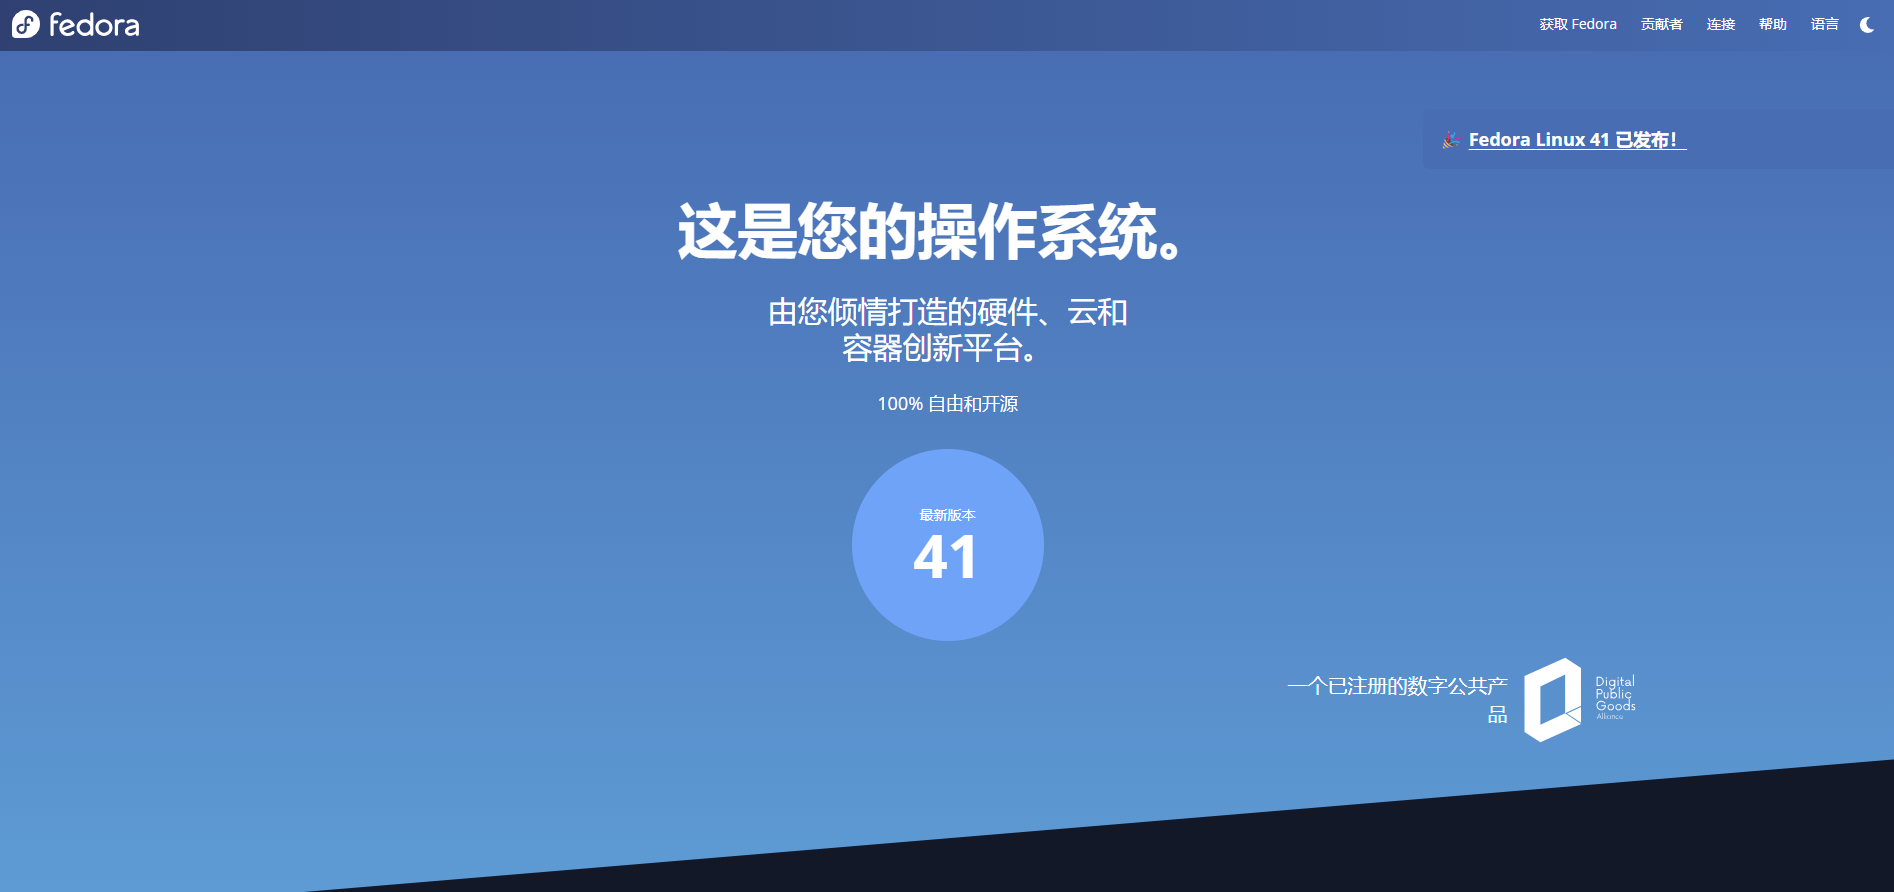 fedora
获取 Fedora 贡献者 连接 帮助 语言
Fedora Linux 41 已发布！
这是您的操作系统。
由您倾情打造的硬件、云和
容器创新平台。
100% 自由和开源
最新版本
41
一个已注册的数字公共产
品
Digital
Public
Goods
Alliance